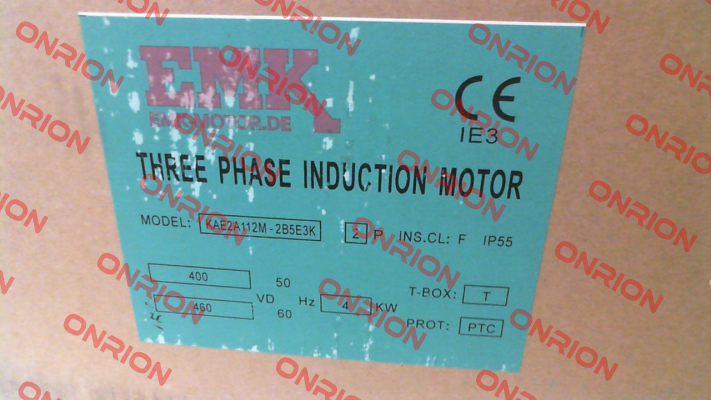 EMK
EMKMOTOR.DE
CE
IE3
THREE PHASE INDUCTION MOTOR
MODEL: KAE2A112M-2B5E3K 2 P INS.CL: F IP55
400 50
VD Hz 4 KW
460 60
T-BOX: T
PROT: PTC
ONRION